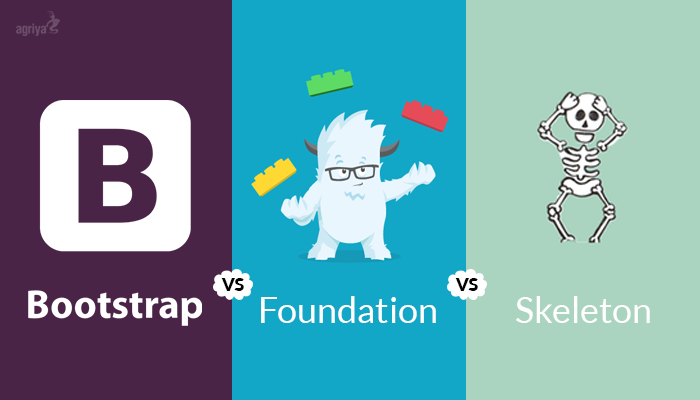 agriya
B
Bootstrap
vs
Foundation
vs
Skeleton